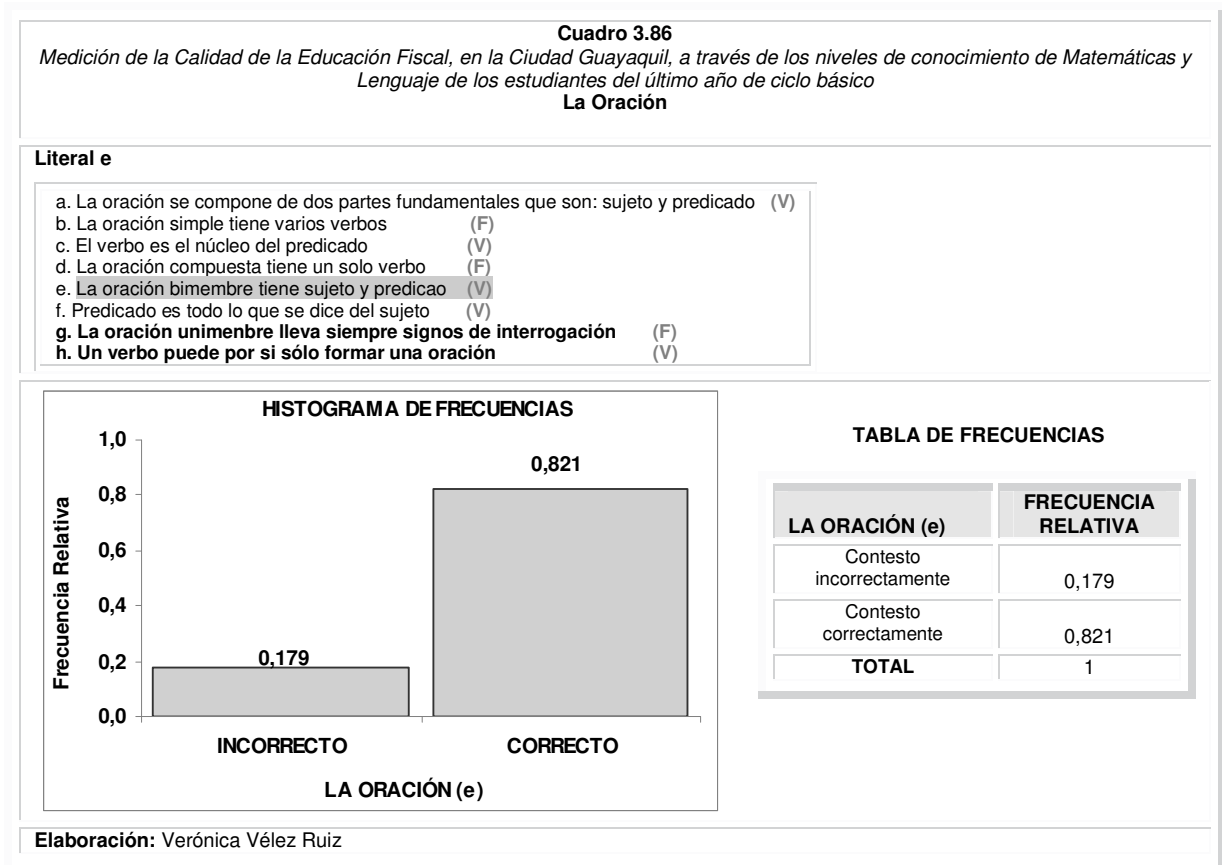 Cuadro 3.86
Medición de la Calidad de la Educación Fiscal, en la Ciudad Guayaquil, a través de los niveles de conocimiento de Matemáticas y
Lenguaje de los estudiantes del último año de ciclo básico
La Oración
Literal e
a. La oración se compone de dos partes fundamentales que son: sujeto y predicado (V)
b. La oración simple tiene varios verbos (F)
c. El verbo es el núcleo del predicado (V)
d. La oración compuesta tiene un solo verbo (F)
e. La oración bimembre tiene sujeto y predicao (V)
f. Predicado es todo lo que se dice del sujeto (V)
g. La oración unimenbre lleva siempre signos de interrogación (F)
h. Un verbo puede por si sólo formar una oración (V)
HISTOGRAMA DE FRECUENCIAS
Frecuencia Relativa
1,0
0,8
0,6
0,4
0,2
0,0
0,179
0,821
INCORRECTO CORRECTO
LA ORACIÓN (e)
TABLA DE FRECUENCIAS
LA ORACIÓN (e) FRECUENCIA
RELATIVA
Contesto
incorrectamente 0,179
Contesto
correctamente 0,821
TOTAL 1
Elaboración: Verónica Vélez Ruiz